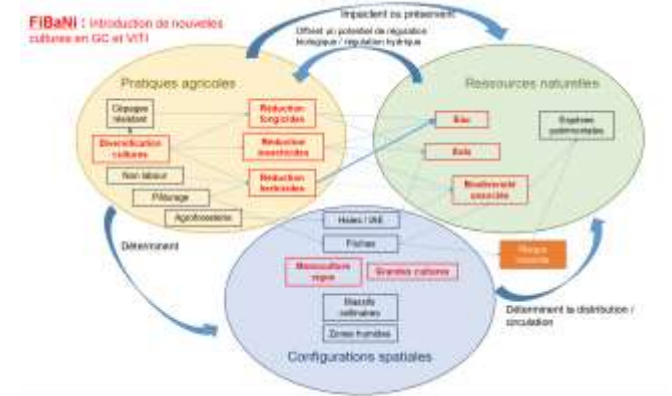 FiBaNi : Introduction de nouvelles
cultures en GC et VITI
Impactent ou préservent
Offrent un potentiel de régulation
biologique / régulation hydrique
Pratiques agricoles
Ressources naturelles
Cépages
résistant
Réduction
fongicides
Eau
Espèces
patrimoniales
Diversification
cultures
Réduction
insecticides
Sols
Non labour
Réduction
herbicides
Biodiversité
associée
Pâturage
Agroforesterie
Haies / IAE
Friches
Déterminent
Risque
Monoculture
vigne
Grandes cultures
Massifs
Zones humides
Déterminent la distribution /
circulation
Configurations spatiales